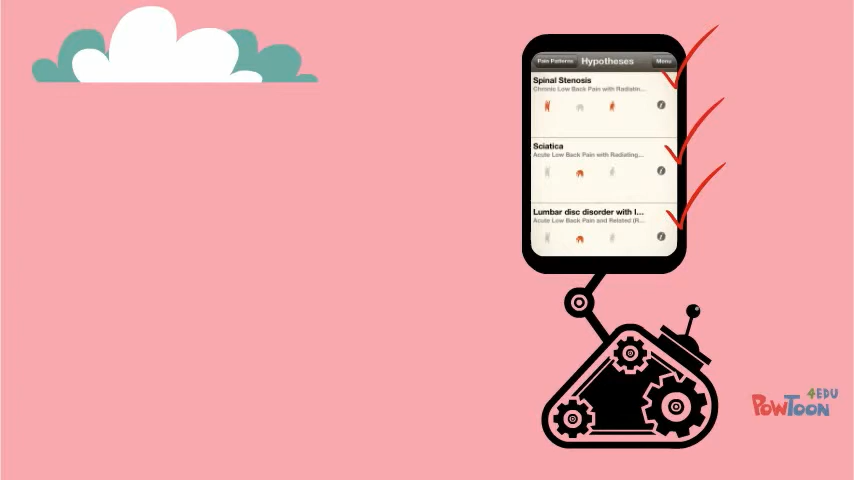 Pain Patterns
Hypotheses
Menu
Spinal Stenosis
Chronic Low Back Pain with Radiatin...
Sciatica
Acute Low Back Pain with Radiating...
Lumbar disc disorder with I...
Acute Low Back Pain and Related (R...
4EDU
POWTOON